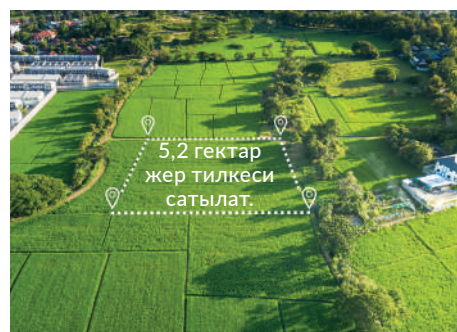 5,2 гектар
жер тилкеси
сатылат.